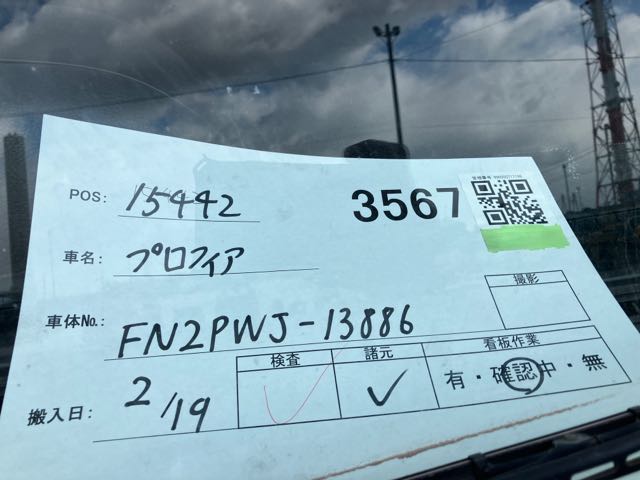 POS: 15442
3567
車名: プロフィア
車体No.: FN2PWJ-13886
撮影
搬入日: 2/19
検査 諸元 看板作業
✓ ✓ 有・確認中・無